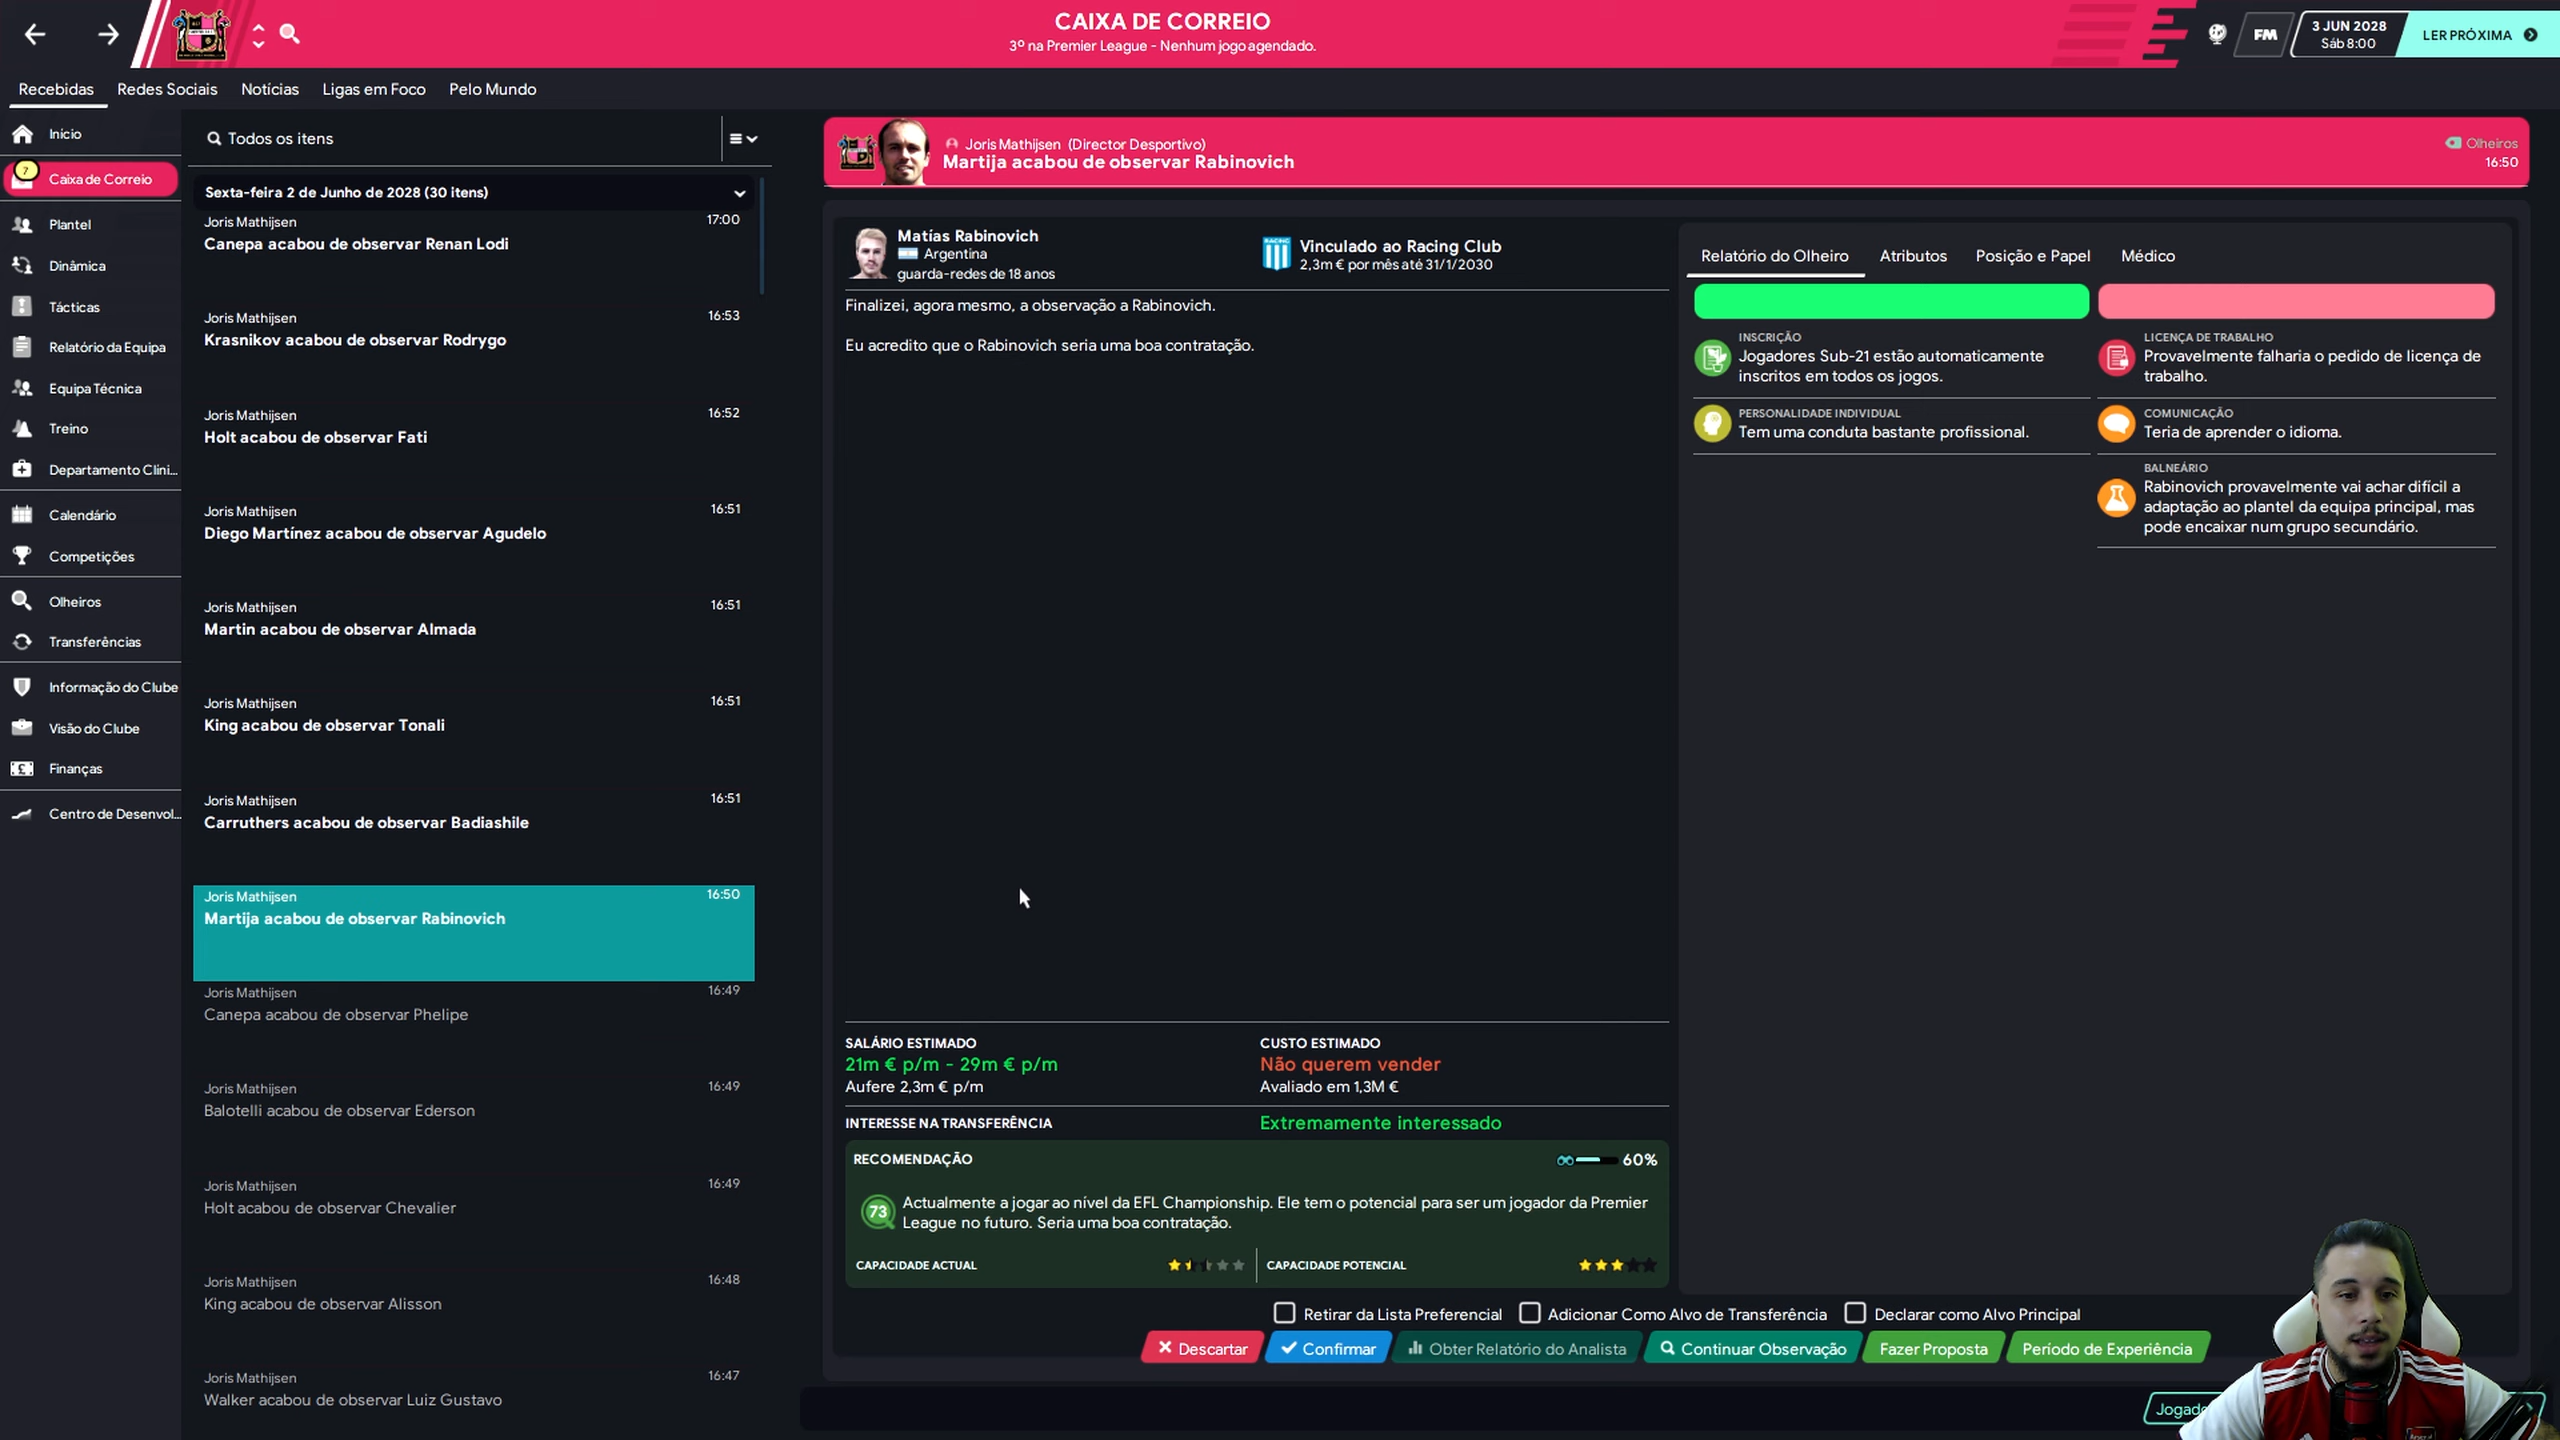 CAIXA DE CORREIO
3º na Premier League - Nenhum jogo agendado.
FM
3 JUN 2028
Sáb 8:00
LER PRÓXIMA
Recebidas
Redes Sociais
Notícias
Ligas em Foco
Pelo Mundo
Início
7
Caixa de Correio
Plantel
Dinâmica
Tácticas
Relatório da Equipa
Equipa Técnica
Treino
Departamento Clíni...
Calendário
Competições
Olheiros
Transferências
Informação do Clube
Visão do Clube
Finanças
Centro de Desenvol...
Todos os itens
Sexta-feira 2 de Junho de 2028 (30 itens)
Joris Mathijsen 17:00
Canepa acabou de observar Renan Lodi
Joris Mathijsen 16:53
Krasnikov acabou de observar Rodrygo
Joris Mathijsen 16:52
Holt acabou de observar Fati
Joris Mathijsen 16:51
Diego Martínez acabou de observar Agudelo
Joris Mathijsen 16:51
Martin acabou de observar Almada
Joris Mathijsen 16:51
King acabou de observar Tonali
Joris Mathijsen 16:51
Carruthers acabou de observar Badiashile
Joris Mathijsen 16:50
Martija acabou de observar Rabinovich
Joris Mathijsen 16:49
Canepa acabou de observar Phelipe
Joris Mathijsen 16:49
Balotelli acabou de observar Ederson
Joris Mathijsen 16:49
Holt acabou de observar Chevalier
Joris Mathijsen 16:48
King acabou de observar Alisson
Joris Mathijsen 16:47
Walker acabou de observar Luiz Gustavo
Joris Mathijsen (Director Desportivo)
Martija acabou de observar Rabinovich
Olheiros
16:50
Matías Rabinovich
Argentina
guarda-redes de 18 anos
RACING
Vinculado ao Racing Club
2,3m € por mês até 31/1/2030
Finalizei, agora mesmo, a observação a Rabinovich.
Eu acredito que o Rabinovich seria uma boa contratação.
SALÁRIO ESTIMADO
21m € p/m - 29m € p/m
Aufere 2,3m € p/m
CUSTO ESTIMADO
Não querem vender
Avaliado em 1,3M €
INTERESSE NA TRANSFERÊNCIA
Extremamente interessado
RECOMENDAÇÃO
60%
73
Actualmente a jogar ao nível da EFL Championship. Ele tem o potencial para ser um jogador da Premier
League no futuro. Seria uma boa contratação.
CAPACIDADE ACTUAL
CAPACIDADE POTENCIAL
Relatório do Olheiro
Atributos
Posição e Papel
Médico
INSCRIÇÃO
Jogadores Sub-21 estão automaticamente
inscritos em todos os jogos.
PERSONALIDADE INDIVIDUAL
Tem uma conduta bastante profissional.
LICENÇA DE TRABALHO
Provavelmente falharia o pedido de licença de
trabalho.
COMUNICAÇÃO
Teria de aprender o idioma.
BALNEÁRIO
Rabinovich provavelmente vai achar difícil a
adaptação ao plantel da equipa principal, mas
pode encaixar num grupo secundário.
Retirar da Lista Preferencial
Adicionar Como Alvo de Transferência
Declarar como Alvo Principal
Descartar
Confirmar
Obter Relatório do Analista
Continuar Observação
Fazer Proposta
Período de Experiência